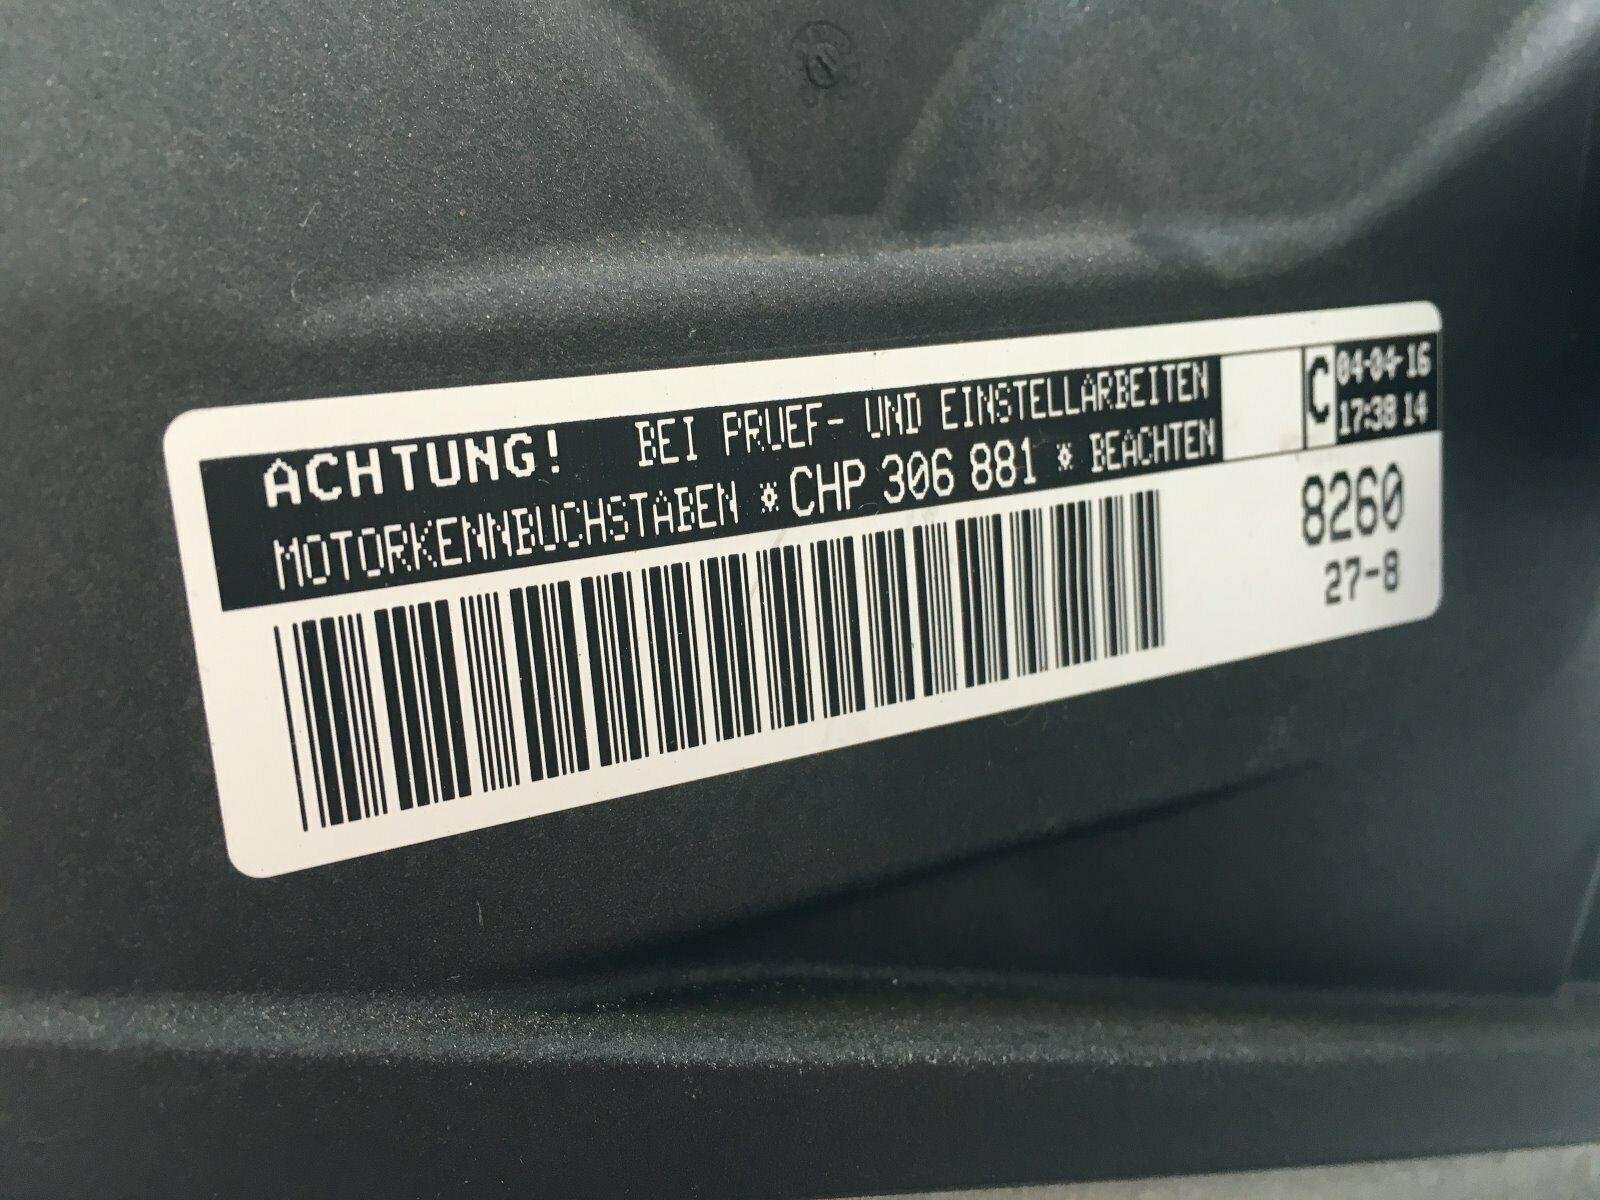 ACHTUNG! BEI PRUEF- UND EINSTELLARBEITEN
MOTORKENNBUCHSTABEN * CHP 306 881 * BEACHTEN
C 04-04-16
17:38 14
8260
27-8